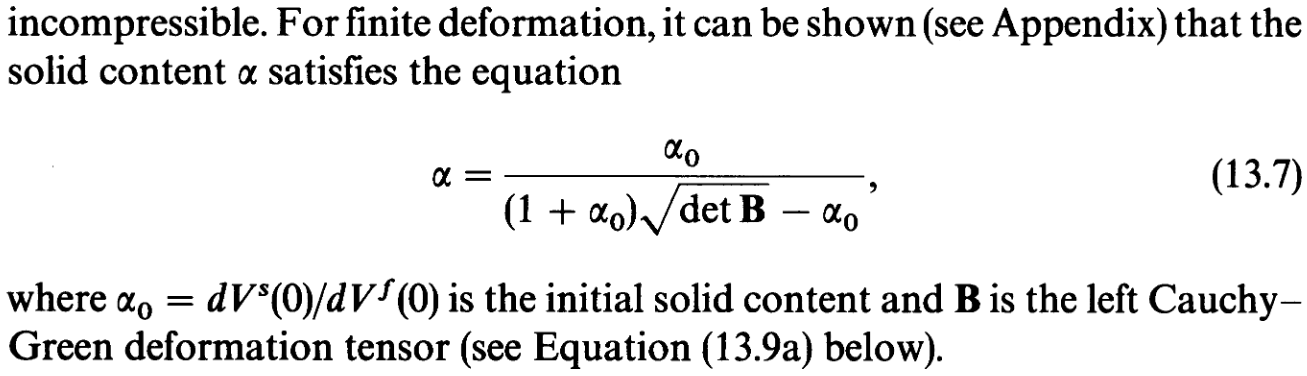 incompressible. For finite deformation, it can be shown (see Appendix) that the
solid content α satisfies the equation
α = α₀ / ((1 + α₀)√(det B) − α₀), (13.7)
where α₀ = dVˢ(0)/dVᶠ(0) is the initial solid content and B is the left Cauchy–
Green deformation tensor (see Equation (13.9a) below).